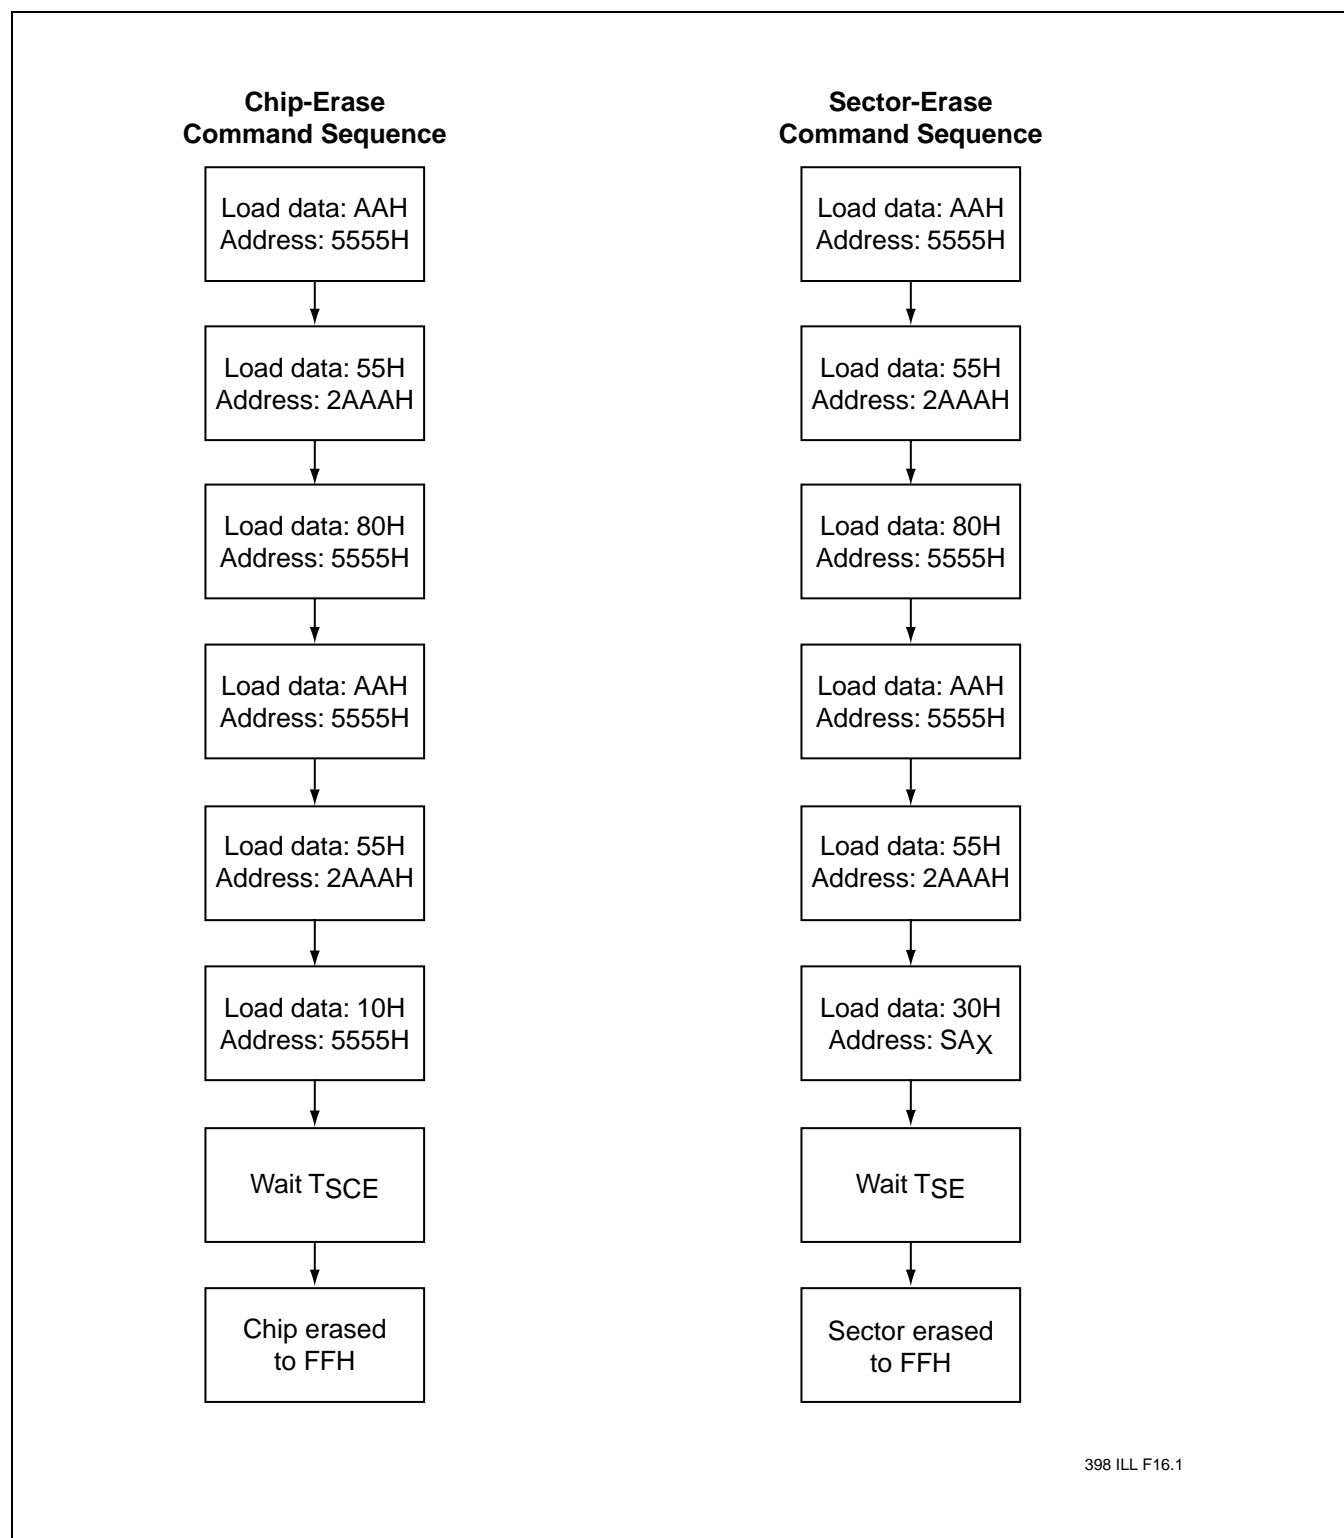 Chip-Erase
Command Sequence
Load data: AAH
Address: 5555H
Load data: 55H
Address: 2AAAH
Load data: 80H
Address: 5555H
Load data: AAH
Address: 5555H
Load data: 55H
Address: 2AAAH
Load data: 10H
Address: 5555H
Wait TSCE
Chip erased
to FFH
Sector-Erase
Command Sequence
Load data: AAH
Address: 5555H
Load data: 55H
Address: 2AAAH
Load data: 80H
Address: 5555H
Load data: AAH
Address: 5555H
Load data: 55H
Address: 2AAAH
Load data: 30H
Address: SAX
Wait TSE
Sector erased
to FFH
398 ILL F16.1